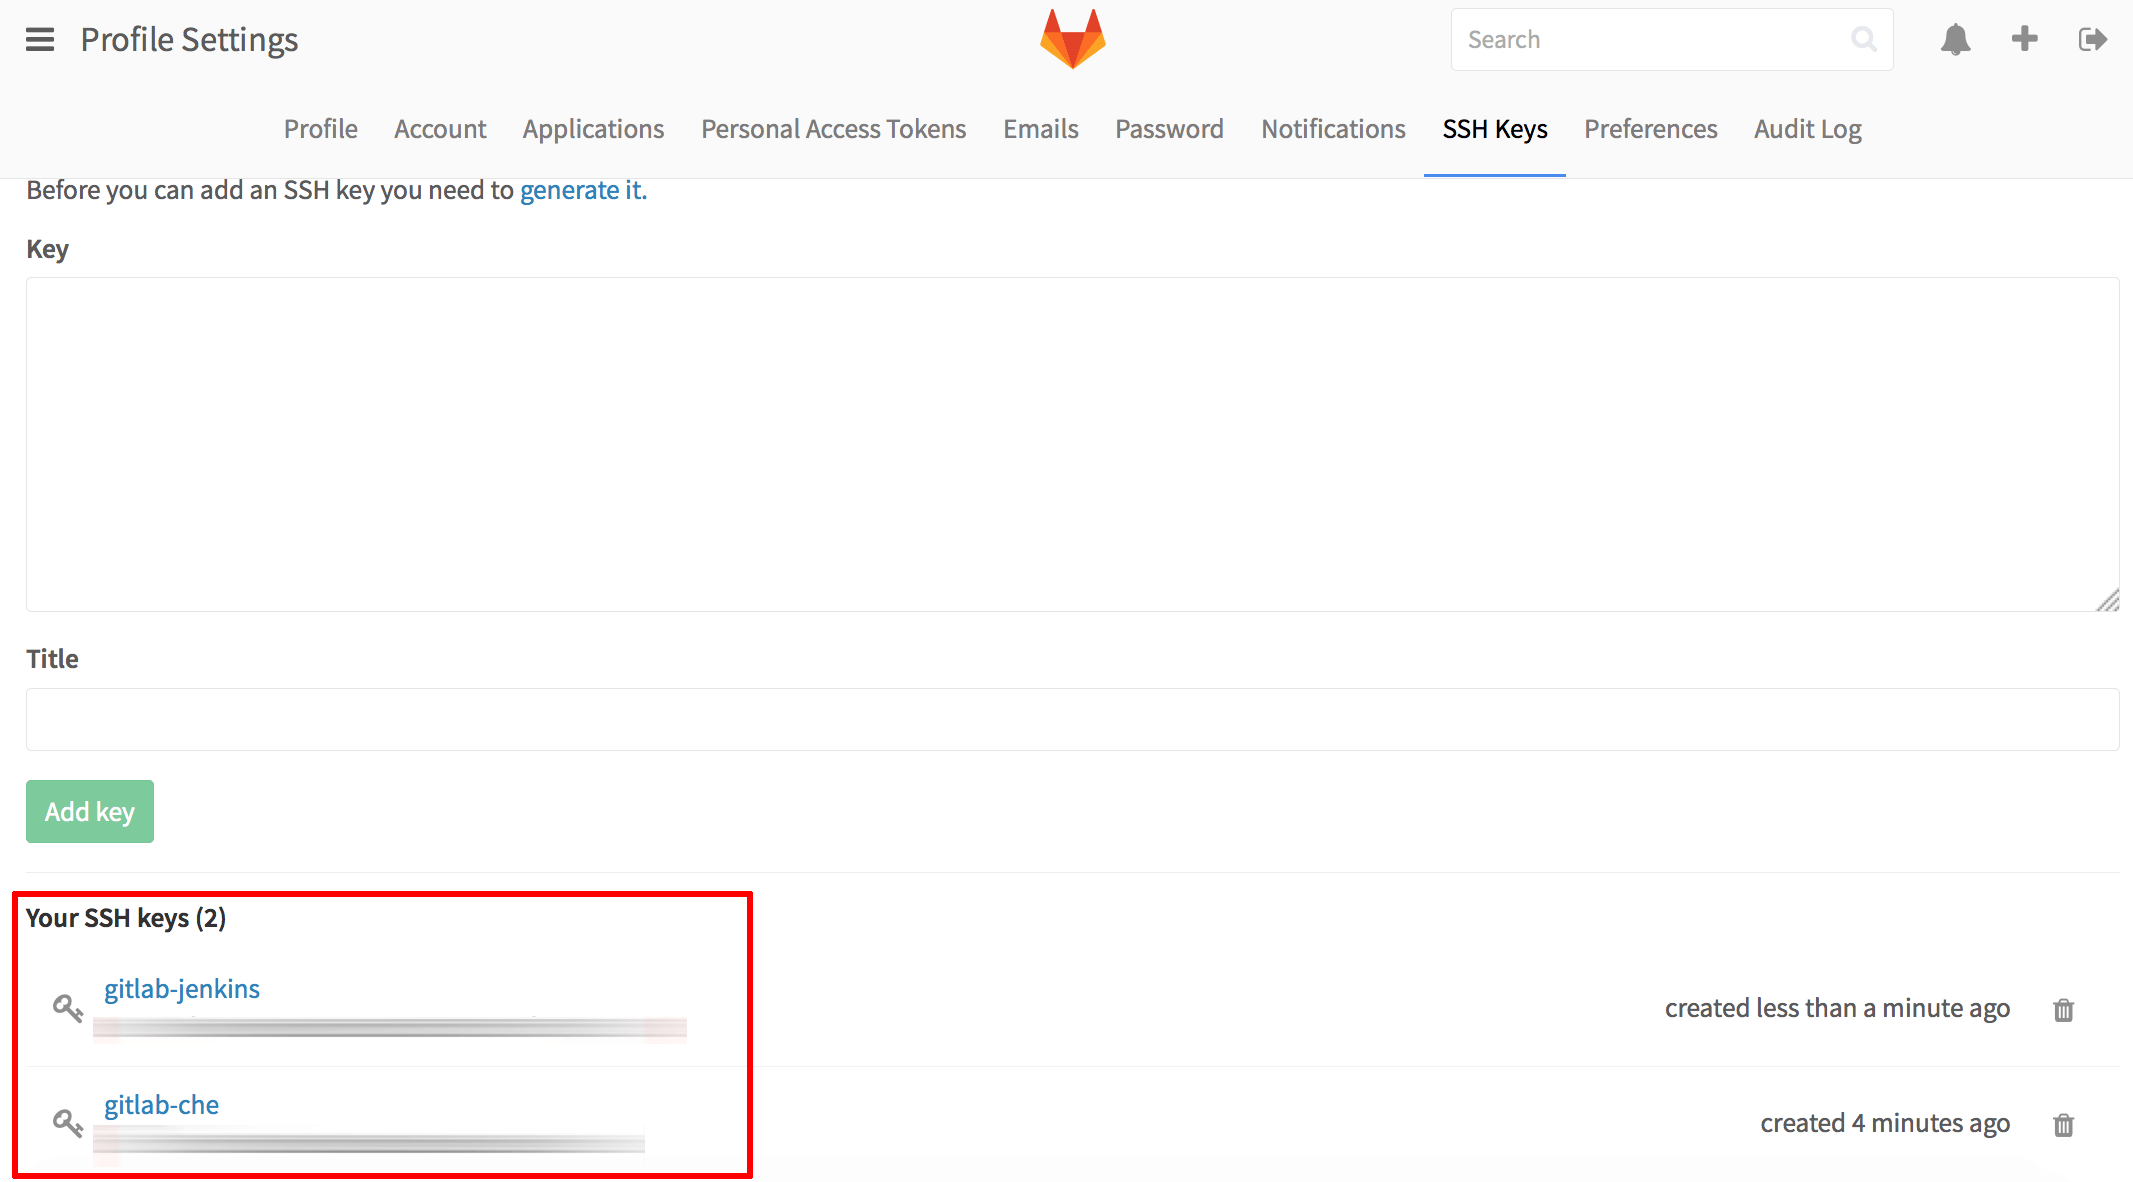 Profile Settings
Search
Profile Account Applications Personal Access Tokens Emails Password Notifications SSH Keys Preferences Audit Log
Before you can add an SSH key you need to generate it.
Key
Title
Add key
Your SSH keys (2)
gitlab-jenkins
created less than a minute ago
gitlab-che
created 4 minutes ago